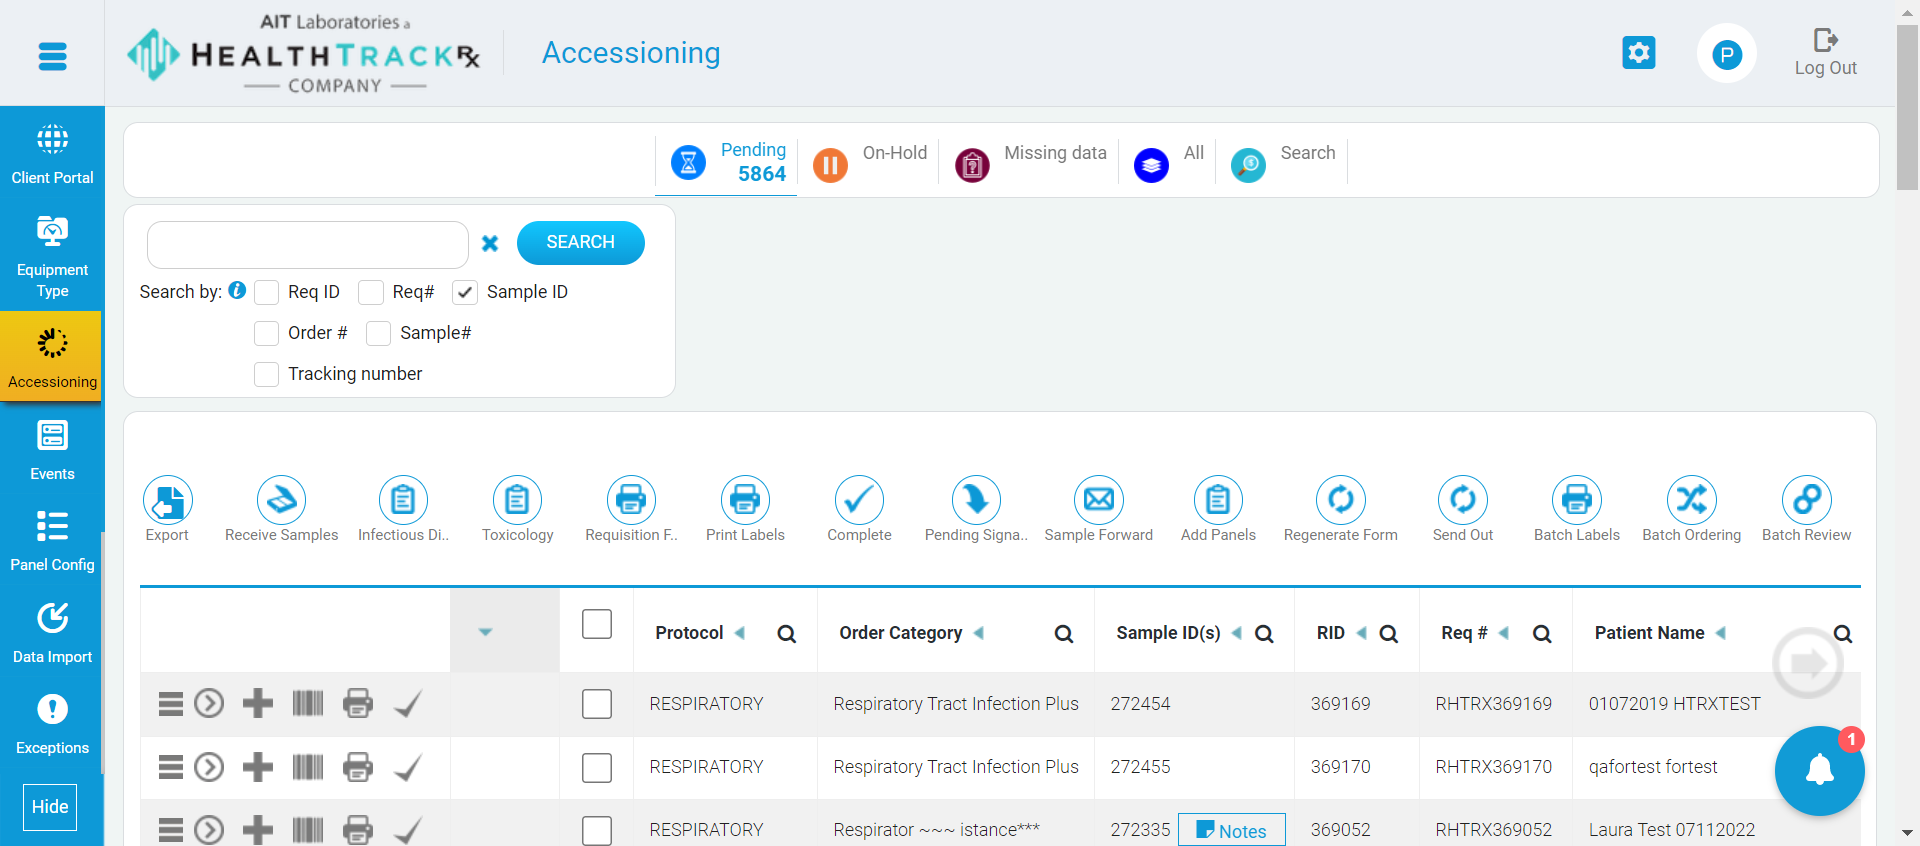 AIT Laboratories a
HEALTHTRACKRx
COMPANY
Accessioning
P
Log Out
Client Portal
Equipment
Type
Accessioning
Events
Panel Config
Data Import
Exceptions
Hide
Pending
5864
On-Hold
Missing data
All
Search
SEARCH
Search by:
Req ID
Req#
Sample ID
Order #
Sample#
Tracking number
Export
Receive Samples
Infectious Di..
Toxicology
Requisition F..
Print Labels
Complete
Pending Signa..
Sample Forward
Add Panels
Regenerate Form
Send Out
Batch Labels
Batch Ordering
Batch Review
Protocol Order Category Sample ID(s) RID Req # Patient Name
RESPIRATORY Respiratory Tract Infection Plus 272454 369169 RHTRX369169 01072019 HTRXTEST
RESPIRATORY Respiratory Tract Infection Plus 272455 369170 RHTRX369170 qafortest fortest
RESPIRATORY Respirator ~~~ istance*** 272335 Notes 369052 RHTRX369052 Laura Test 07112022
1